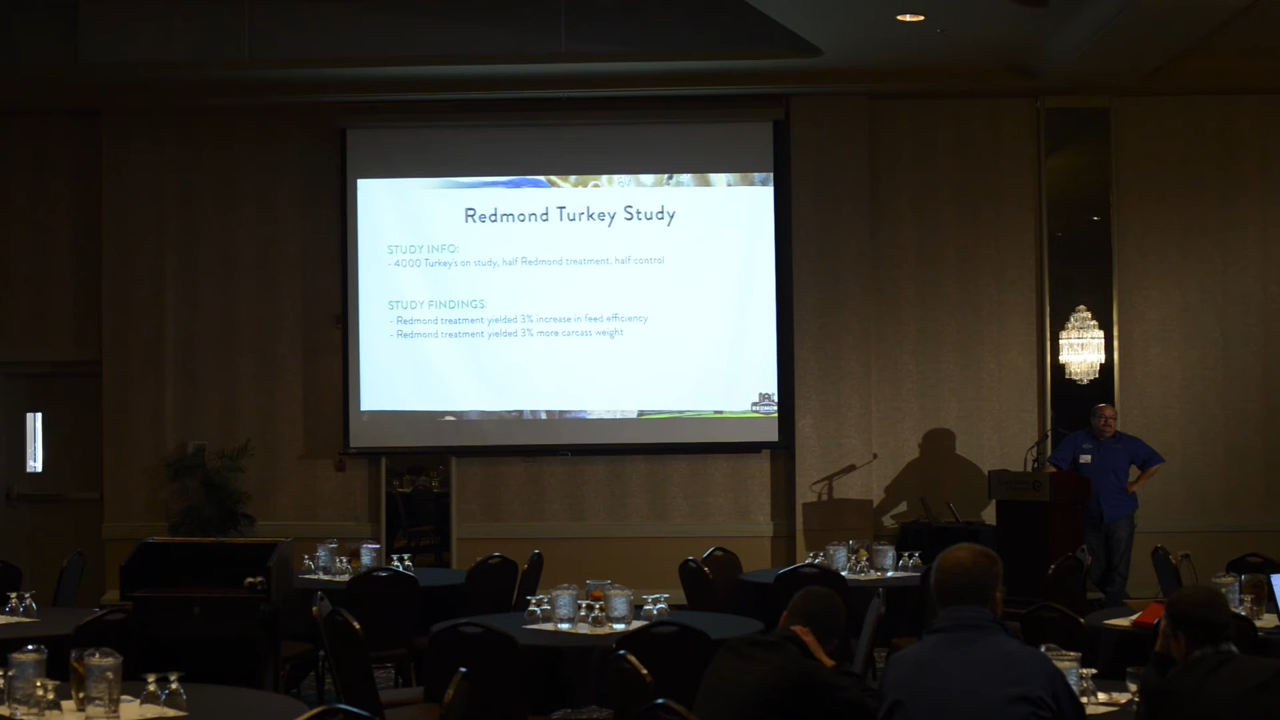 Redmond Turkey Study
STUDY INFO:
- 4000 Turkey's on study, half Redmond treatment, half control
STUDY FINDINGS:
- Redmond treatment yielded 3% increase in feed efficiency
- Redmond treatment yielded 3% more carcass weight
REDMOND